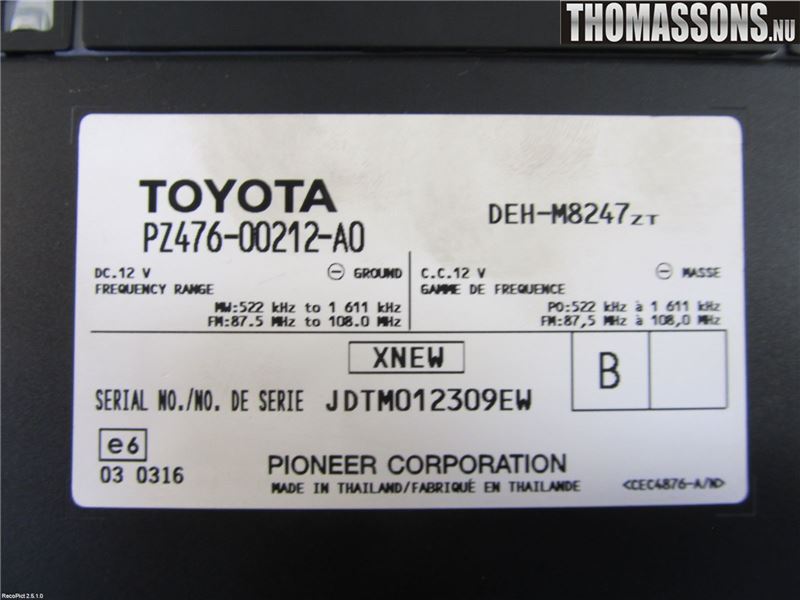 THOMASSONS.NU
TOYOTA
PZ476-00212-A0
DEH-M8247ZT
DC.12 V ⊖ GROUND
FREQUENCY RANGE
MW:522 kHz to 1 611 kHz
FM:87.5 MHz to 108.0 MHz
C.C.12 V ⊖ MASSE
GAMME DE FREQUENCE
PO:522 kHz à 1 611 kHz
FM:87,5 MHz à 108,0 MHz
XNEW
B
SERIAL NO./NO. DE SERIE JDTM012309EW
e6
03 0316
PIONEER CORPORATION
MADE IN THAILAND/FABRIQUÉ EN THAILANDE
<CEC4876-A/N>
RecoPict 2.5.1.0